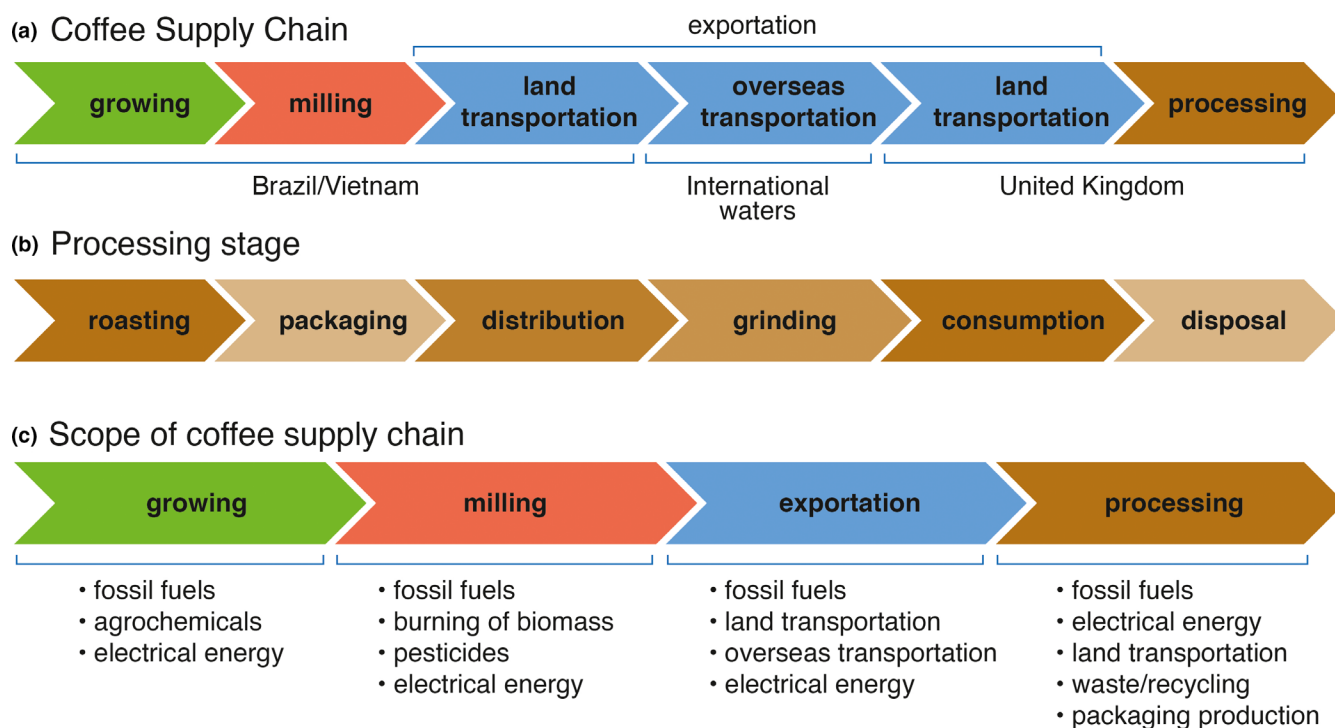 (a) Coffee Supply Chain
exportation
growing
milling
land
transportation
overseas
transportation
land
transportation
processing
Brazil/Vietnam
International
waters
United Kingdom
(b) Processing stage
roasting
packaging
distribution
grinding
consumption
disposal
(c) Scope of coffee supply chain
growing
milling
exportation
processing
• fossil fuels
• agrochemicals
• electrical energy
• fossil fuels
• burning of biomass
• pesticides
• electrical energy
• fossil fuels
• land transportation
• overseas transportation
• electrical energy
• fossil fuels
• electrical energy
• land transportation
• waste/recycling
• packaging production